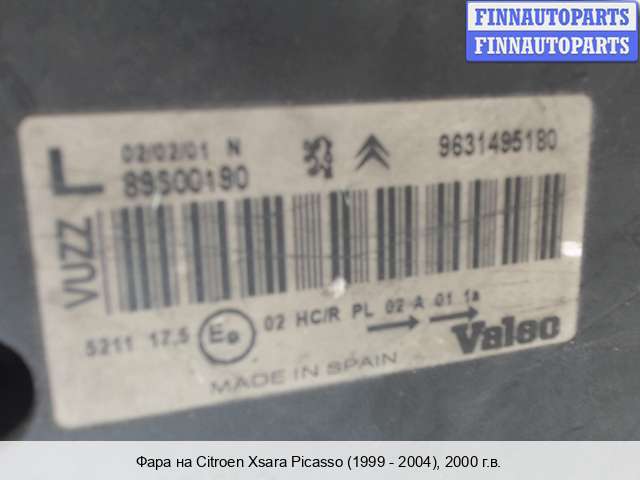 FINNAUTOPARTS
FINNAUTOPARTS
02/02/01 N
9631495180
L
89500190
VUZZ
5211 17,5
E9
02 HC/R PL 02 A 01 1a
Valeo
MADE IN SPAIN
Фара на Citroen Xsara Picasso (1999 - 2004), 2000 г.в.